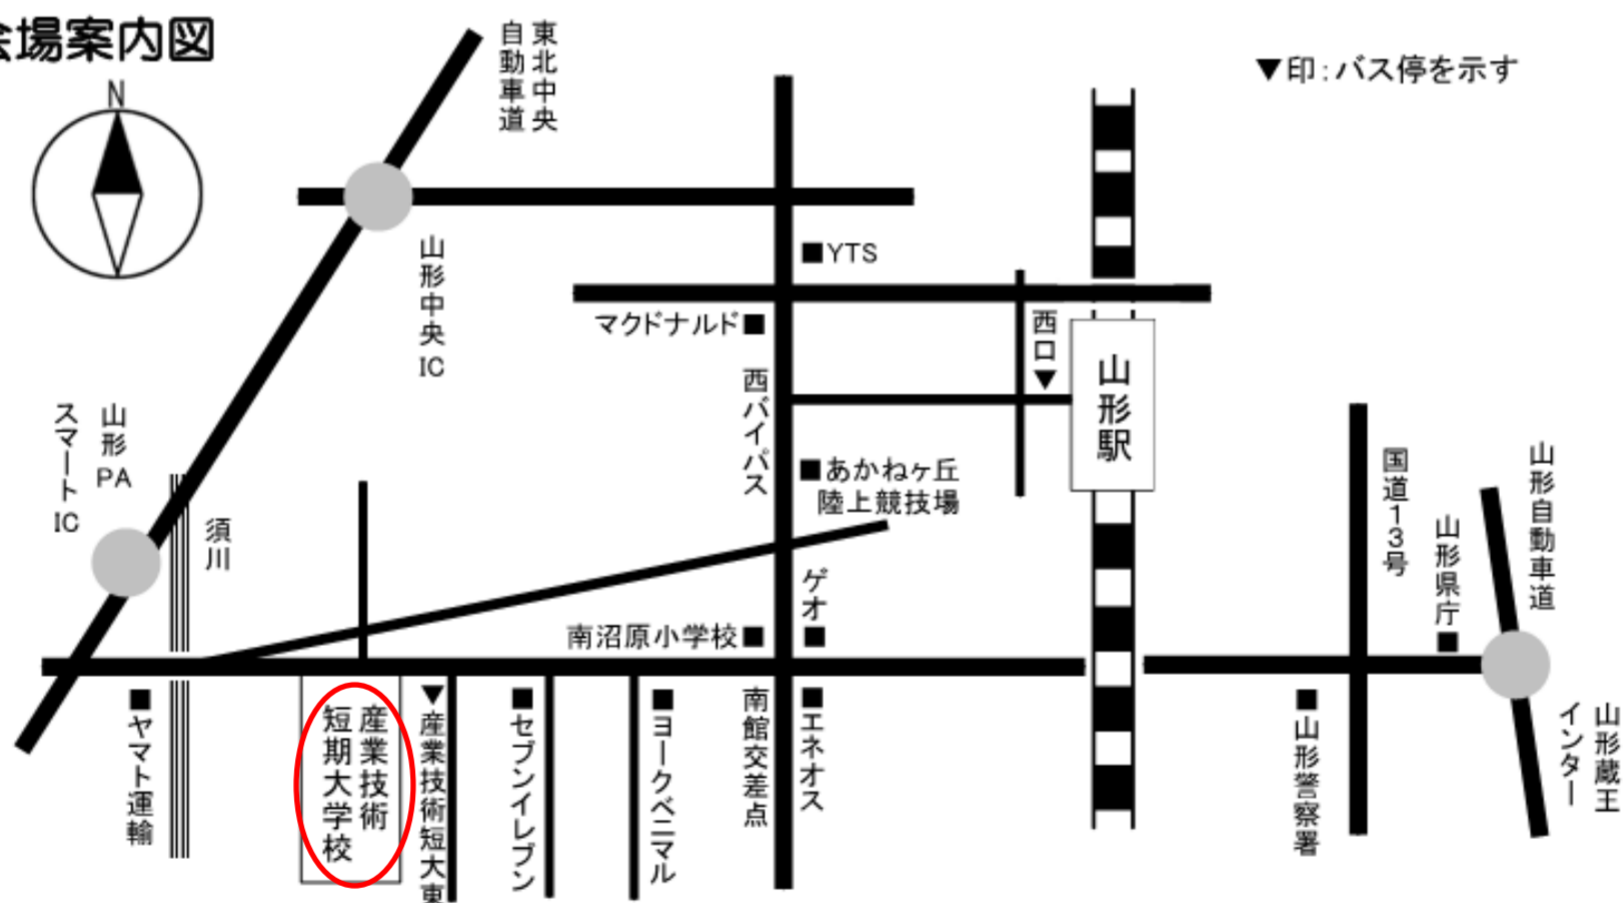 会場案内図
N
東北中央
自動車道
▼印:バス停を示す
山形中央IC
■YTS
マクドナルド■
西口▼
山形駅
西バイパス
山形PA
スマートIC
須川
■あかねヶ丘
陸上競技場
ゲオ■
南沼原小学校■
国道13号
山形県庁■
山形自動車道
■ヤマト運輸
産業技術
短期大学校
▼産業技術短大東
■セブンイレブン
■ヨークベニマル
南館交差点
■エネオス
■山形警察署
山形蔵王
インター